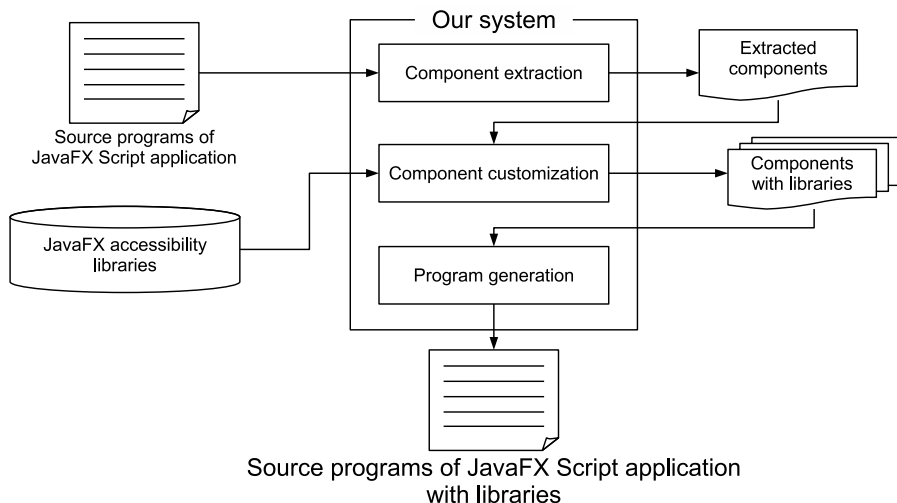 Our system
Component extraction
Extracted
components
Source programs of
JavaFX Script application
Component customization
Components
with libraries
JavaFX accessibility
libraries
Program generation
Source programs of JavaFX Script application
with libraries